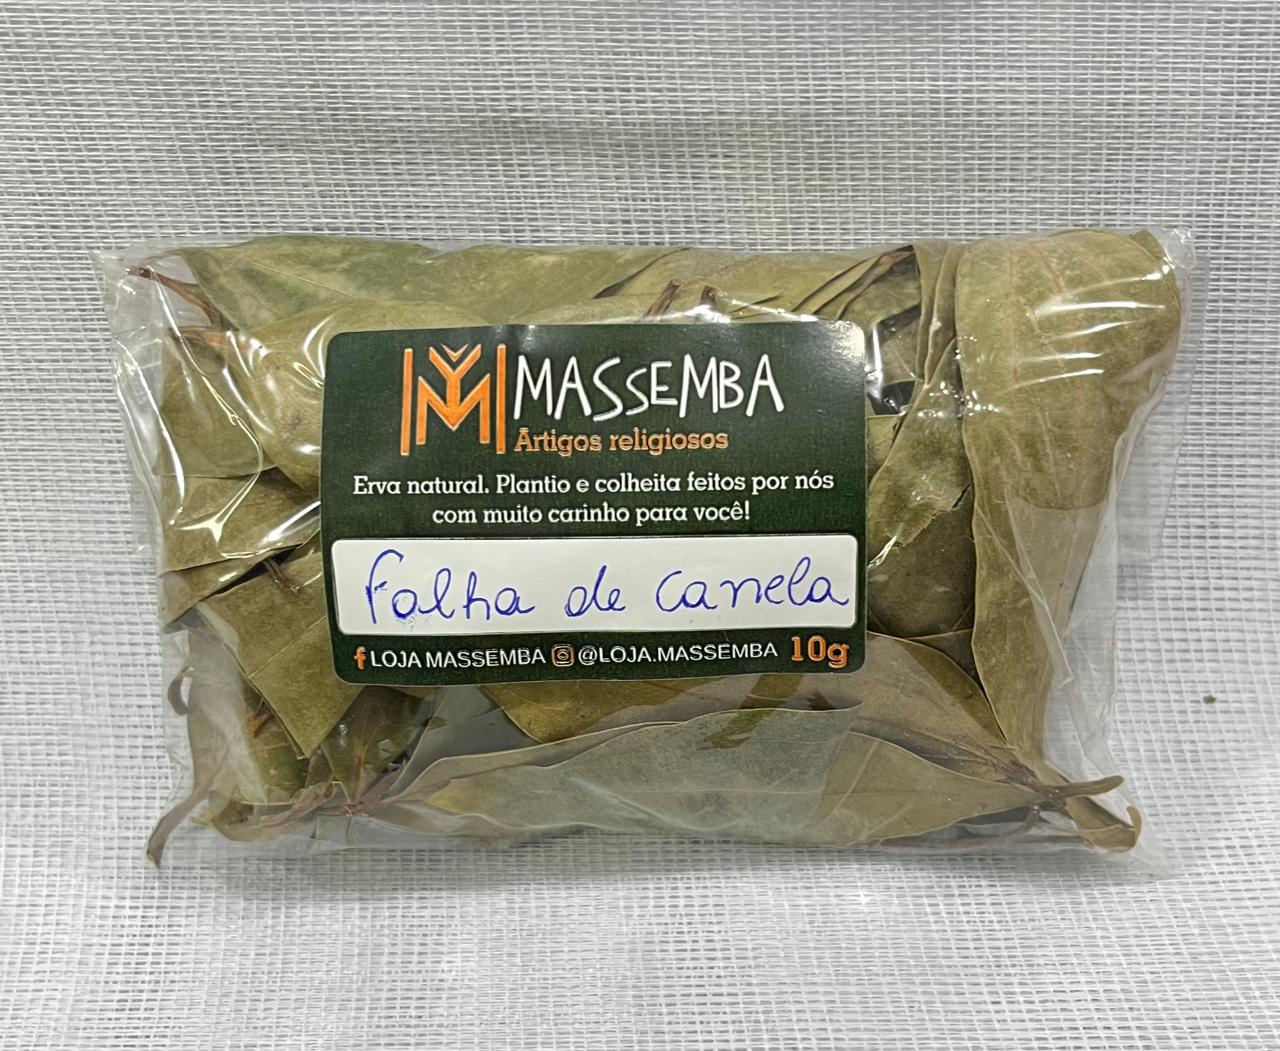 MASSEMBA
Artigos religiosos
Erva natural. Plantio e colheita feitos por nós
com muito carinho para você!
Folha de canela
LOJA MASSEMBA @LOJA.MASSEMBA 10g